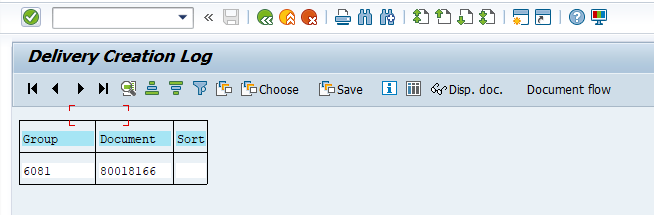 Delivery Creation Log
Choose Save Disp. doc. Document flow
Group Document Sort
6081 80018166